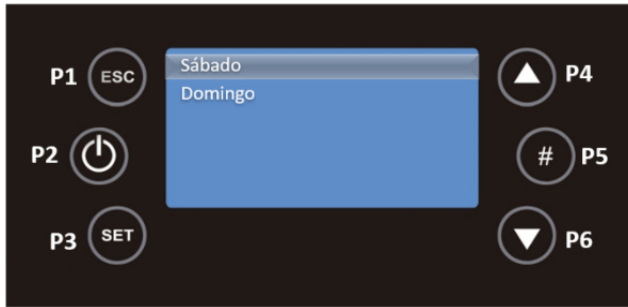 P1 ESC
Sábado
P4
Domingo
P2
# P5
P3 SET
P6